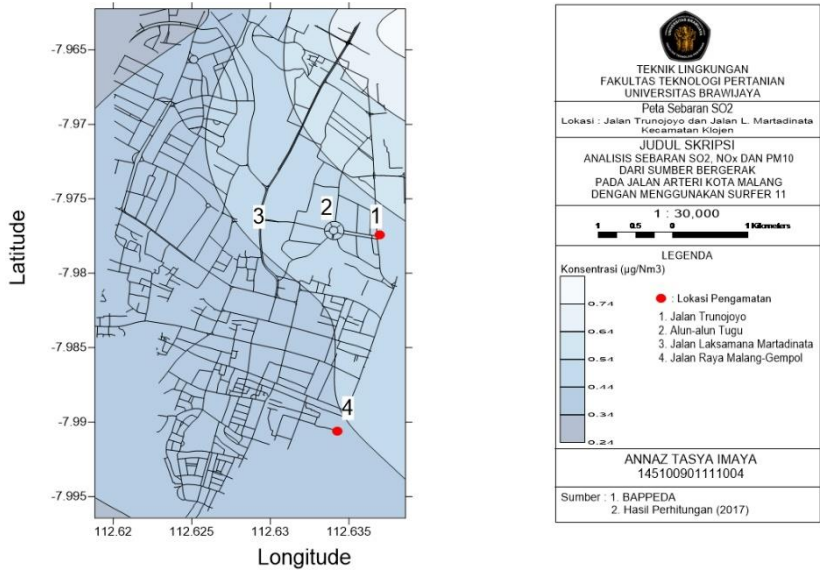 -7.965
-7.97
-7.975
-7.98
-7.985
-7.99
-7.995
Latitude
3
2
1
4
112.62
112.625
112.63
112.635
Longitude
UNIVERSITAS BRAWIJAYA
TEKNIK LINGKUNGAN
FAKULTAS TEKNOLOGI PERTANIAN
UNIVERSITAS BRAWIJAYA
Peta Sebaran SO2
Lokasi : Jalan Trunojoyo dan Jalan L. Martadinata
Kecamatan Klojen
JUDUL SKRIPSI
ANALISIS SEBARAN SO2, NOx DAN PM10
DARI SUMBER BERGERAK
PADA JALAN ARTERI KOTA MALANG
DENGAN MENGGUNAKAN SURFER 11
1 : 30,000
1 0.5 0 1 Kilometers
LEGENDA
Konsentrasi (µg/Nm3)
0.74
0.64
0.54
0.44
0.34
0.24
: Lokasi Pengamatan
1. Jalan Trunojoyo
2. Alun-alun Tugu
3. Jalan Laksamana Martadinata
4. Jalan Raya Malang-Gempol
ANNAZ TASYA IMAYA
145100901111004
Sumber : 1. BAPPEDA
2. Hasil Perhitungan (2017)